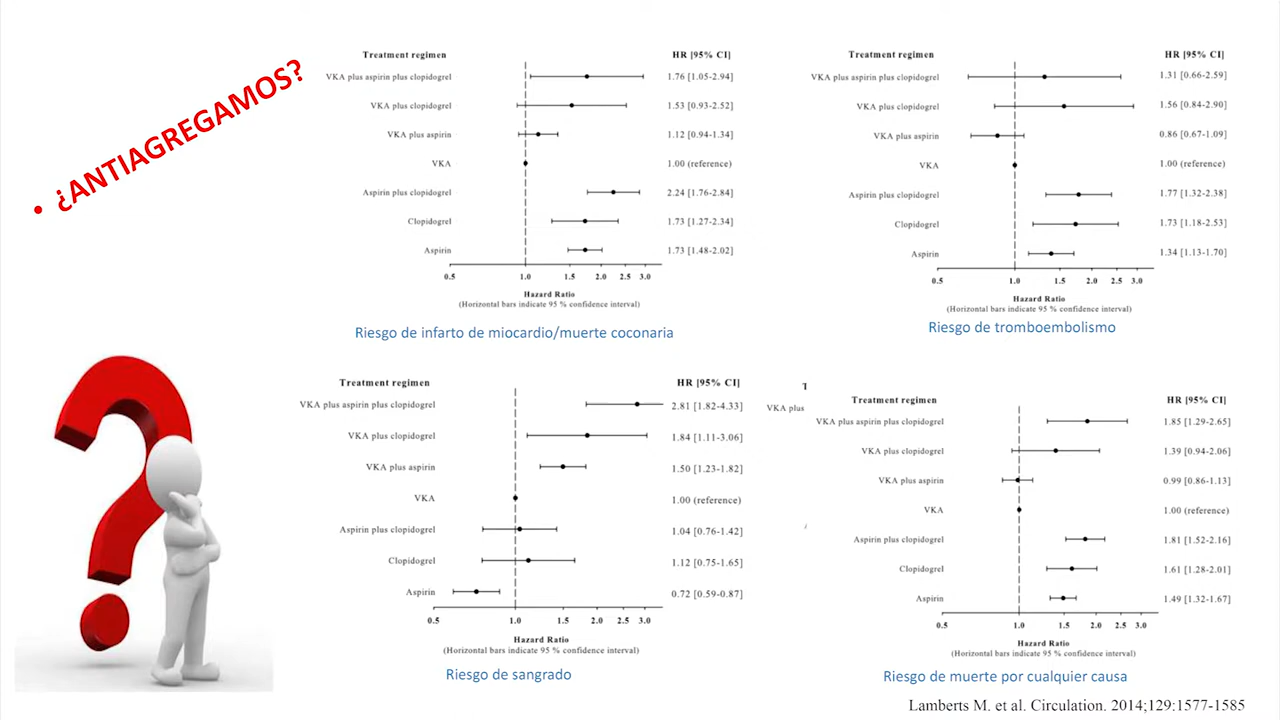 • ¿ANTIAGREGAMOS?
Treatment regimen HR [95% CI]
VKA plus aspirin plus clopidogrel 1.76 [1.05-2.94]
VKA plus clopidogrel 1.53 [0.93-2.52]
VKA plus aspirin 1.12 [0.94-1.34]
VKA 1.00 (reference)
Aspirin plus clopidogrel 2.24 [1.76-2.84]
Clopidogrel 1.73 [1.27-2.34]
Aspirin 1.73 [1.48-2.02]
0.5 1.0 1.5 2.0 2.5 3.0
Hazard Ratio
(Horizontal bars indicate 95 % confidence interval)
Riesgo de infarto de miocardio/muerte coconaria
Treatment regimen HR [95% CI]
VKA plus aspirin plus clopidogrel 1.31 [0.66-2.59]
VKA plus clopidogrel 1.56 [0.84-2.90]
VKA plus aspirin 0.86 [0.67-1.09]
VKA 1.00 (reference)
Aspirin plus clopidogrel 1.77 [1.32-2.38]
Clopidogrel 1.73 [1.18-2.53]
Aspirin 1.34 [1.13-1.70]
0.5 1.0 1.5 2.0 2.5 3.0
Hazard Ratio
(Horizontal bars indicate 95 % confidence interval)
Riesgo de tromboembolismo
Treatment regimen HR [95% CI]
VKA plus aspirin plus clopidogrel 2.81 [1.82-4.33]
VKA plus clopidogrel 1.84 [1.11-3.06]
VKA plus aspirin 1.50 [1.23-1.82]
VKA 1.00 (reference)
Aspirin plus clopidogrel 1.04 [0.76-1.42]
Clopidogrel 1.12 [0.75-1.65]
Aspirin 0.72 [0.59-0.87]
0.5 1.0 1.5 2.0 2.5 3.0
Hazard Ratio
(Horizontal bars indicate 95 % confidence interval)
Riesgo de sangrado
T
VKA plus
Treatment regimen HR [95% CI]
VKA plus aspirin plus clopidogrel 1.85 [1.29-2.65]
VKA plus clopidogrel 1.39 [0.94-2.06]
VKA plus aspirin 0.99 [0.86-1.13]
VKA 1.00 (reference)
Aspirin plus clopidogrel 1.81 [1.52-2.16]
Clopidogrel 1.61 [1.28-2.01]
Aspirin 1.49 [1.32-1.67]
0.5 1.0 1.5 2.0 2.5 3.0
Hazard Ratio
(Horizontal bars indicate 95 % confidence interval)
Riesgo de muerte por cualquier causa
Lamberts M. et al. Circulation. 2014;129:1577-1585